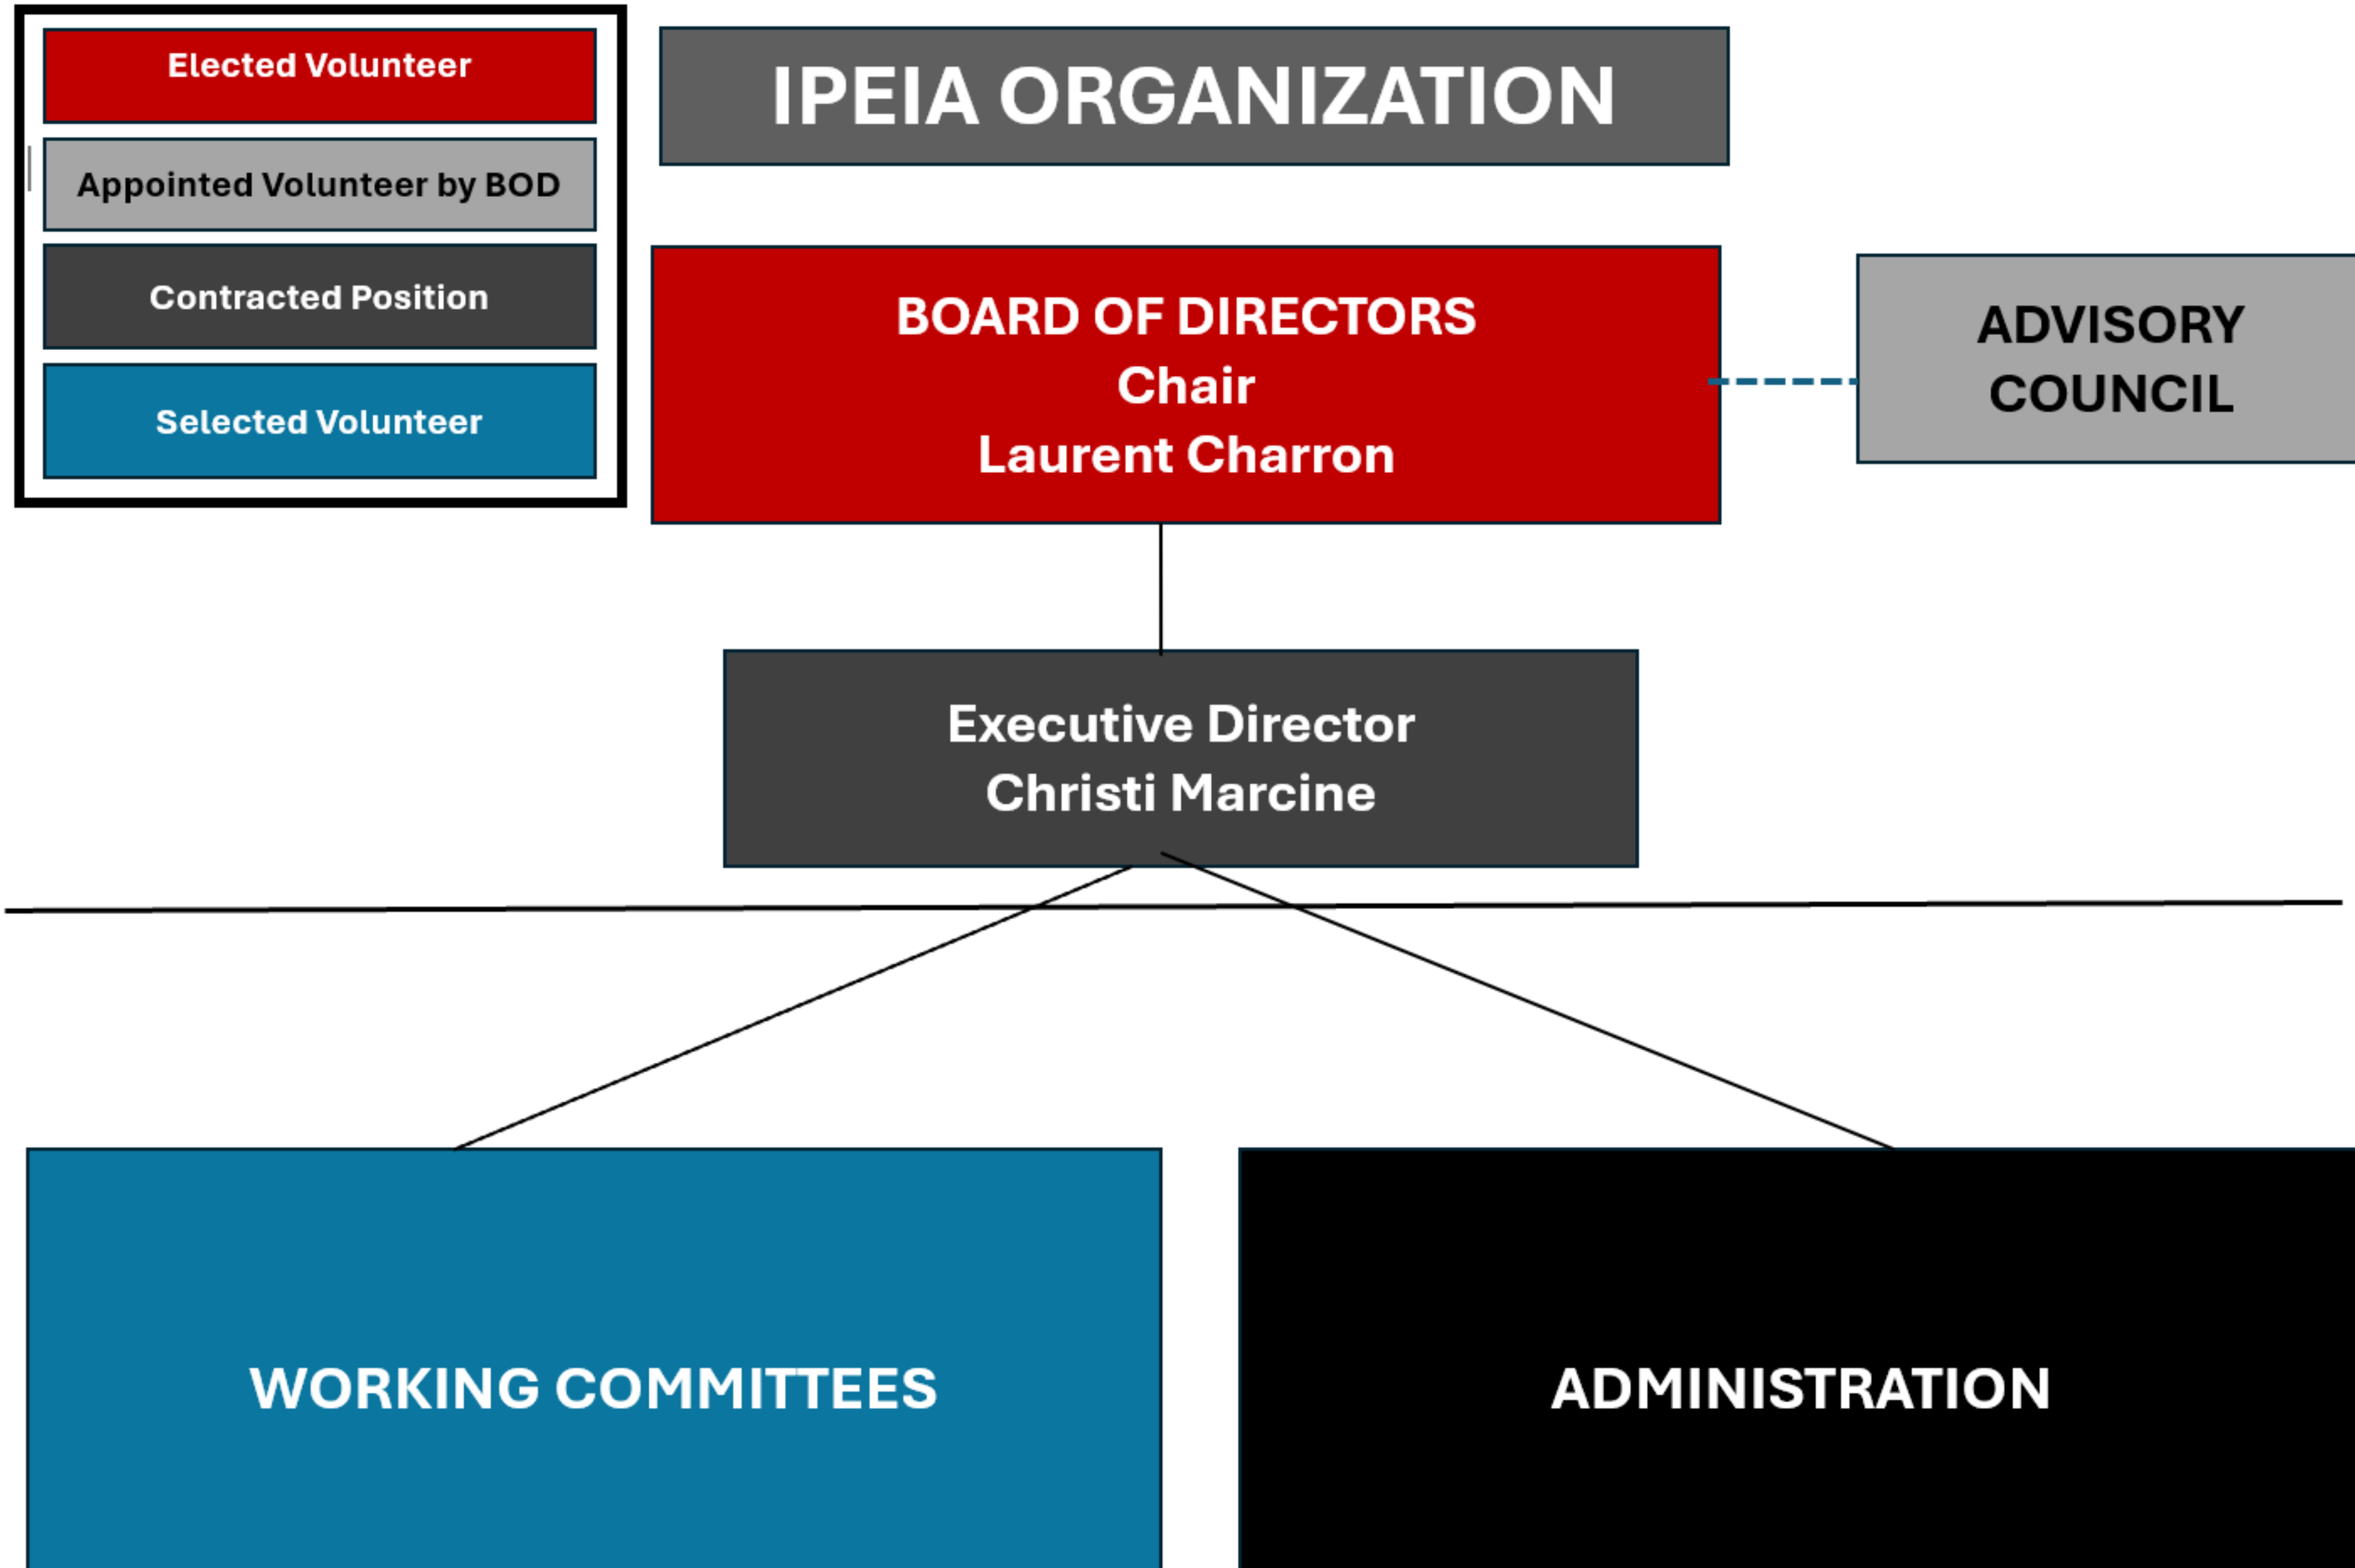 Elected Volunteer
Appointed Volunteer by BOD
Contracted Position
Selected Volunteer
IPEIA ORGANIZATION
BOARD OF DIRECTORS
Chair
Laurent Charron
ADVISORY
COUNCIL
Executive Director
Christi Marcine
WORKING COMMITTEES
ADMINISTRATION